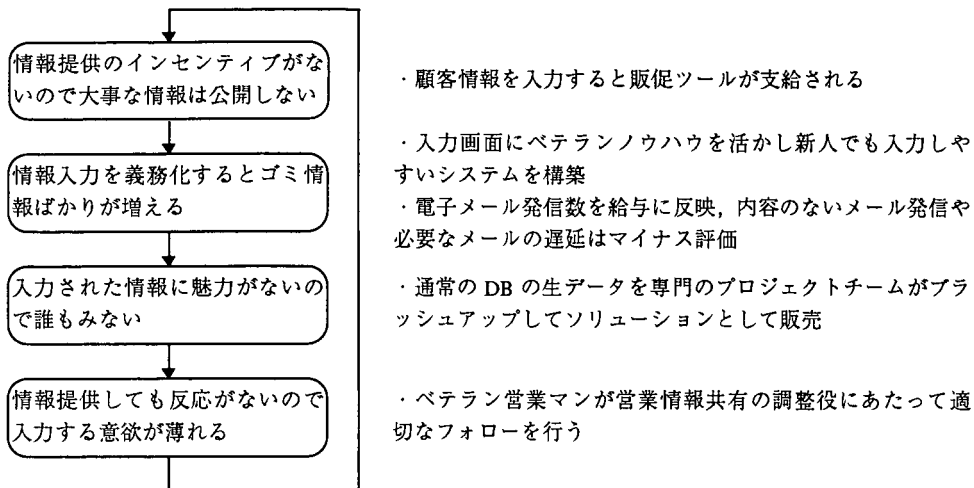 情報提供のインセンティブがな
いので大事な情報は公開しない
・顧客情報を入力すると販促ツールが支給される
情報入力を義務化するとゴミ情
報ばかりが増える
・入力画面にベテランノウハウを活かし新人でも入力しや
すいシステムを構築
・電子メール発信数を給与に反映，内容のないメール発信や
必要なメールの遅延はマイナス評価
入力された情報に魅力がないの
で誰もみない
・通常の DB の生データを専門のプロジェクトチームがブラ
ッシュアップしてソリューションとして販売
情報提供しても反応がないので
入力する意欲が薄れる
・ベテラン営業マンが営業情報共有の調整役にあたって適
切なフォローを行う